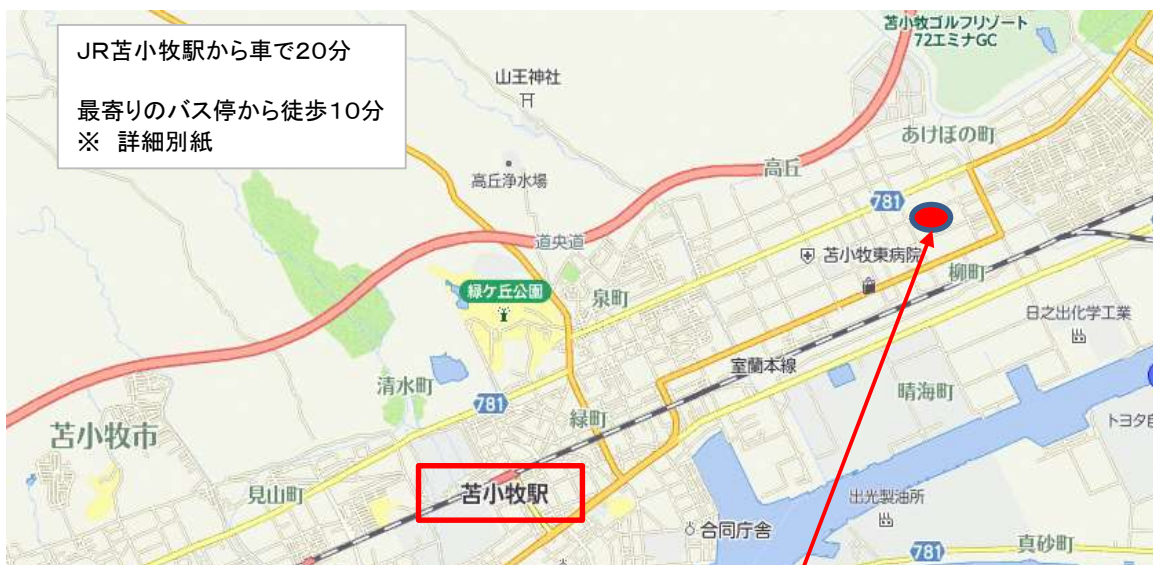 JR苫小牧駅から車で20分
最寄りのバス停から徒歩10分
※ 詳細別紙
苫小牧ゴルフリゾート
72エミナGC
山王神社
あけぼの町
高丘
高丘浄水場
781
道央道
苫小牧東病院
柳町
緑ケ丘公園
泉町
日之出化学工業
室蘭本線
清水町
781
晴海町
緑町
トヨタ自
苫小牧市
見山町
苫小牧駅
出光製油所
合同庁舎
781
真砂町